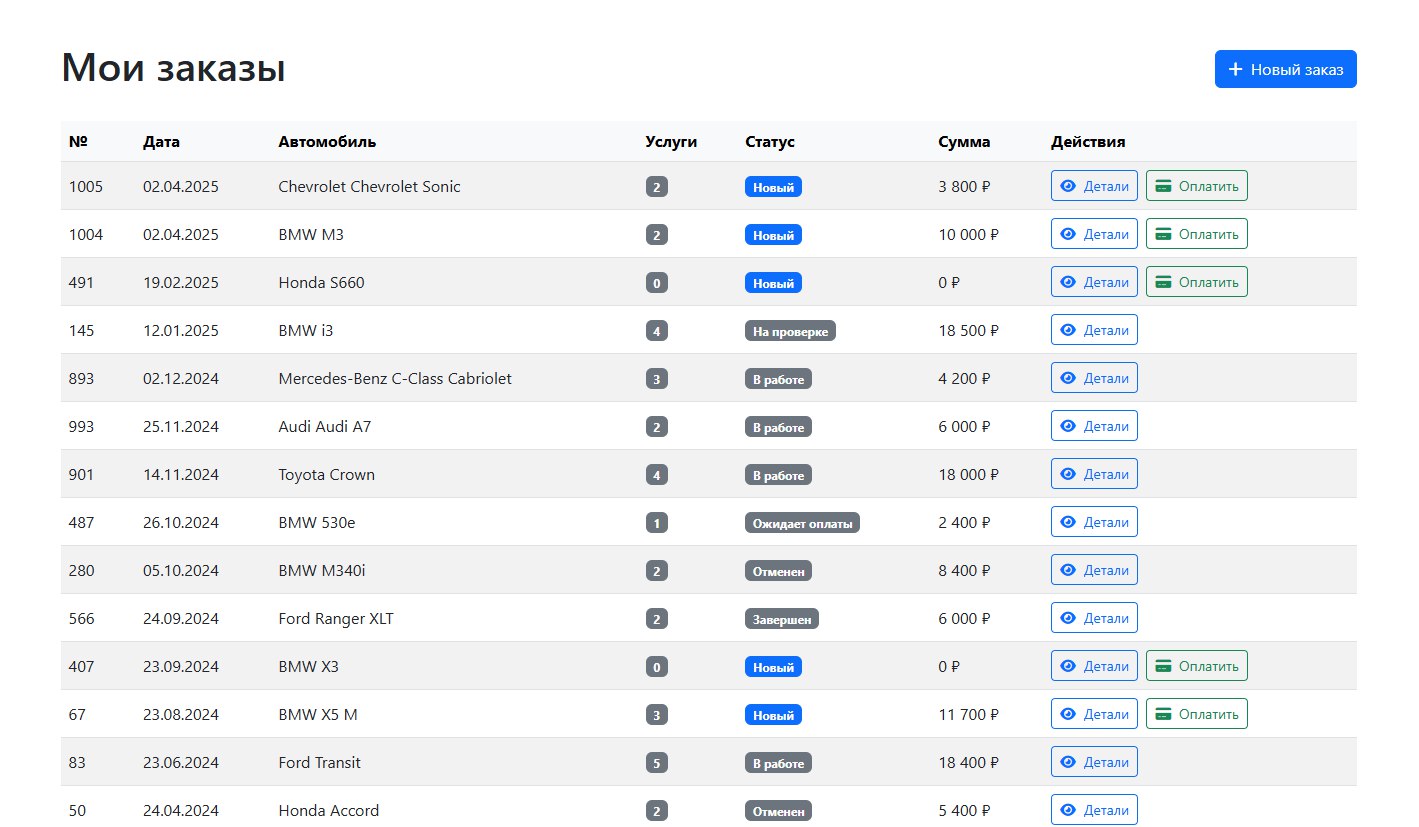 Мои заказы
Новый заказ
№ Дата Автомобиль Услуги Статус Сумма Действия
1005 02.04.2025 Chevrolet Chevrolet Sonic 2 Новый 3 800 ₽ Детали Оплатить
1004 02.04.2025 BMW M3 2 Новый 10 000 ₽ Детали Оплатить
491 19.02.2025 Honda S660 0 Новый 0 ₽ Детали Оплатить
145 12.01.2025 BMW i3 4 На проверке 18 500 ₽ Детали
893 02.12.2024 Mercedes-Benz C-Class Cabriolet 3 В работе 4 200 ₽ Детали
993 25.11.2024 Audi Audi A7 2 В работе 6 000 ₽ Детали
901 14.11.2024 Toyota Crown 4 В работе 18 000 ₽ Детали
487 26.10.2024 BMW 530e 1 Ожидает оплаты 2 400 ₽ Детали
280 05.10.2024 BMW M340i 2 Отменен 8 400 ₽ Детали
566 24.09.2024 Ford Ranger XLT 2 Завершен 6 000 ₽ Детали
407 23.09.2024 BMW X3 0 Новый 0 ₽ Детали Оплатить
67 23.08.2024 BMW X5 M 3 Новый 11 700 ₽ Детали Оплатить
83 23.06.2024 Ford Transit 5 В работе 18 400 ₽ Детали
50 24.04.2024 Honda Accord 2 Отменен 5 400 ₽ Детали